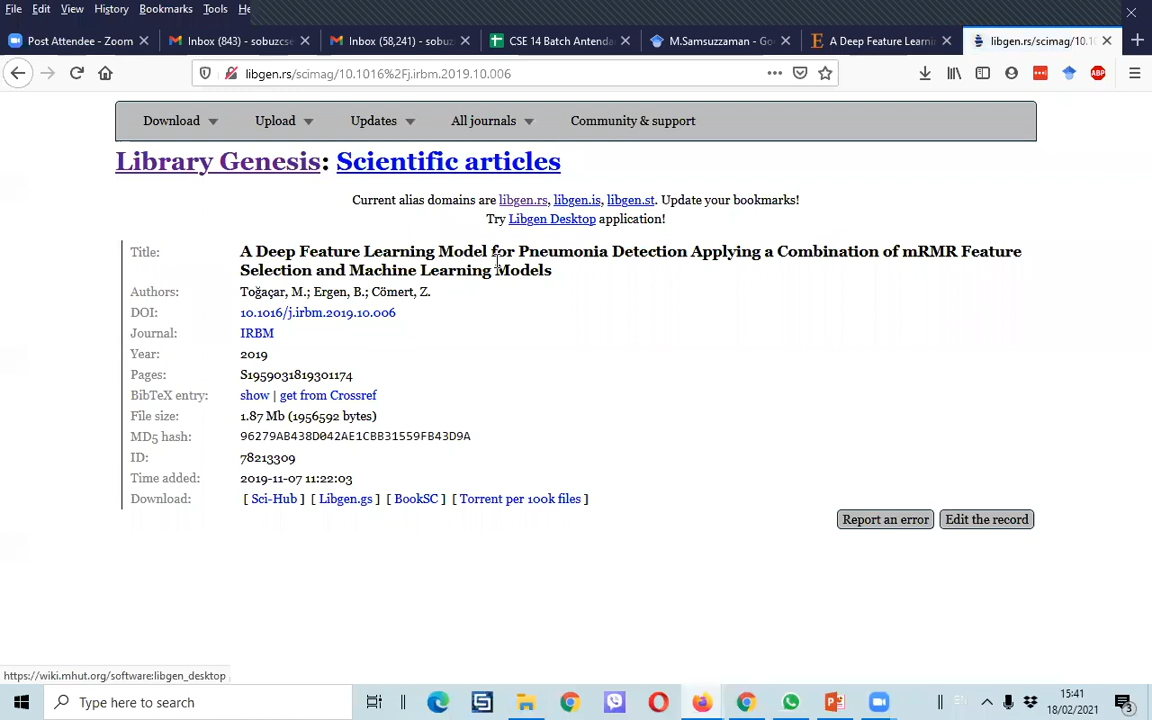 File Edit View History Bookmarks Tools He
Post Attendee - Zoom Inbox (843) - sobuzcse Inbox (58,241) - sobuz CSE 14 Batch Antenda M.Samsuzzaman - Go A Deep Feature Learni libgen.rs/scimag/10.1
libgen.rs/scimag/10.1016%2Fj.irbm.2019.10.006
ABP
Download Upload Updates All journals Community & support
Library Genesis: Scientific articles
Current alias domains are libgen.rs, libgen.is, libgen.st. Update your bookmarks!
Try Libgen Desktop application!
Title: A Deep Feature Learning Model for Pneumonia Detection Applying a Combination of mRMR Feature
Selection and Machine Learning Models
Authors: Toğaçar, M.; Ergen, B.; Cömert, Z.
DOI: 10.1016/j.irbm.2019.10.006
Journal: IRBM
Year: 2019
Pages: S1959031819301174
BibTeX entry: show | get from Crossref
File size: 1.87 Mb (1956592 bytes)
MD5 hash: 96279AB438D042AE1CBB31559FB43D9A
ID: 78213309
Time added: 2019-11-07 11:22:03
Download: [ Sci-Hub ] [ Libgen.gs ] [ BookSC ] [ Torrent per 100k files ]
Report an error Edit the record
https://wiki.mhut.org/software:libgen_desktop
Type here to search
15:41
18/02/2021
3